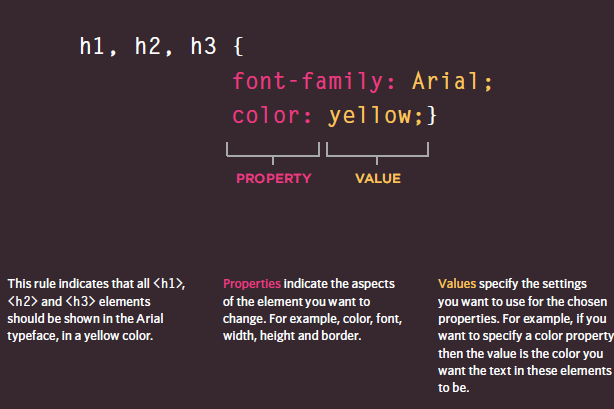 h1, h2, h3 {
font-family: Arial;
color: yellow;}
PROPERTY
VALUE
This rule indicates that all <h1>,
<h2> and <h3> elements
should be shown in the Arial
typeface, in a yellow color.
Properties indicate the aspects
of the element you want to
change. For example, color, font,
width, height and border.
Values specify the settings
you want to use for the chosen
properties. For example, if you
want to specify a color property
then the value is the color you
want the text in these elements
to be.